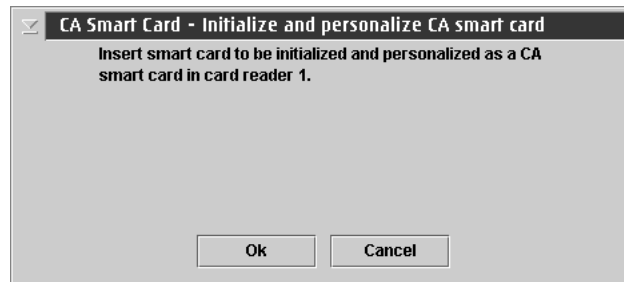 CA Smart Card - Initialize and personalize CA smart card
Insert smart card to be initialized and personalized as a CA
smart card in card reader 1.
Ok Cancel